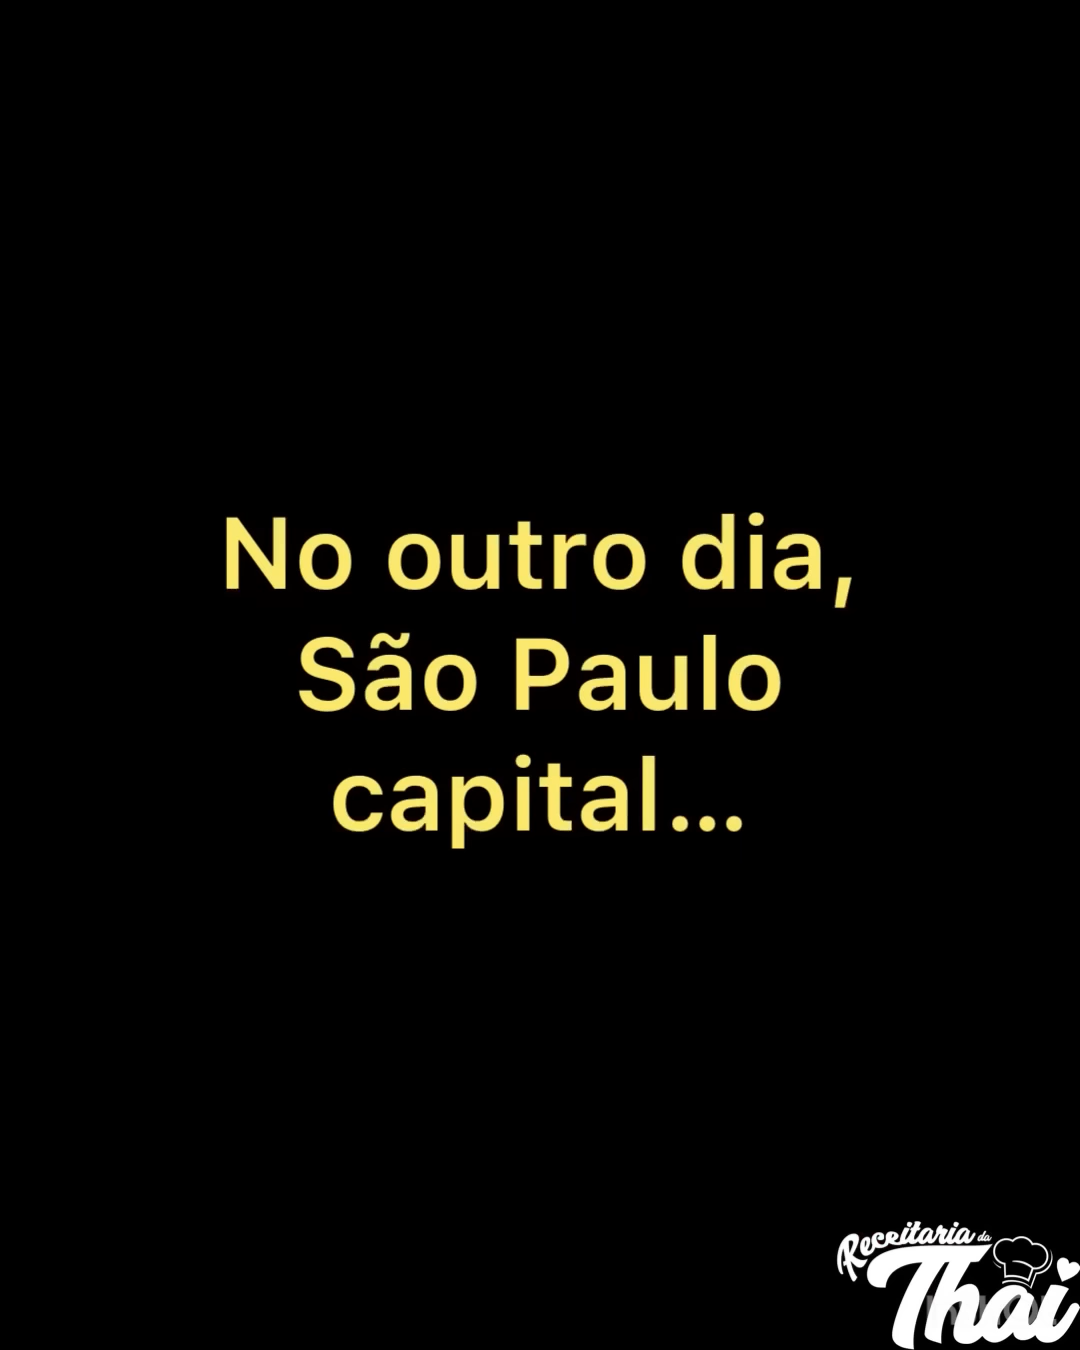 No outro dia,
São Paulo
capital...
Receitaria da
Thai